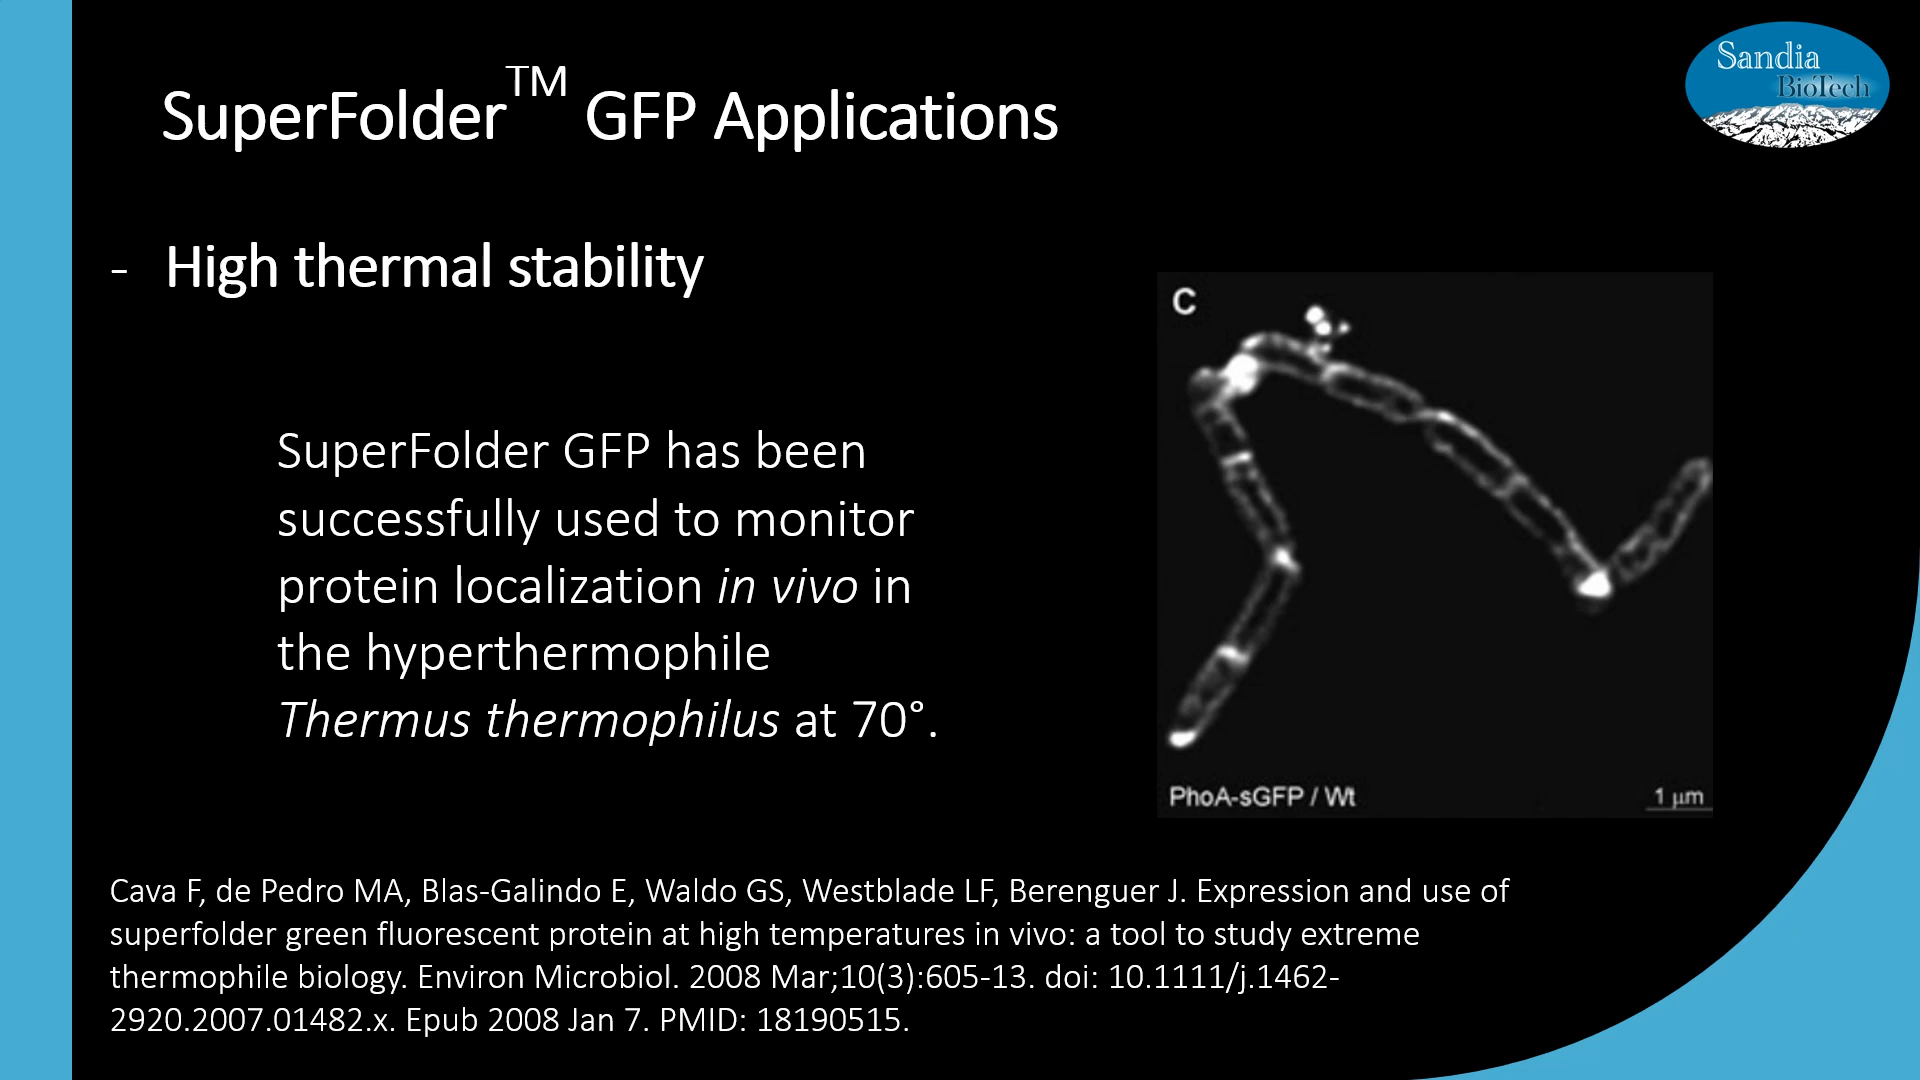 Sandia
BioTech
SuperFolder™ GFP Applications
- High thermal stability
C
SuperFolder GFP has been
successfully used to monitor
protein localization in vivo in
the hyperthermophile
Thermus thermophilus at 70°.
PhoA-sGFP / Wt
1 µm
Cava F, de Pedro MA, Blas-Galindo E, Waldo GS, Westblade LF, Berenguer J. Expression and use of
superfolder green fluorescent protein at high temperatures in vivo: a tool to study extreme
thermophile biology. Environ Microbiol. 2008 Mar;10(3):605-13. doi: 10.1111/j.1462-
2920.2007.01482.x. Epub 2008 Jan 7. PMID: 18190515.